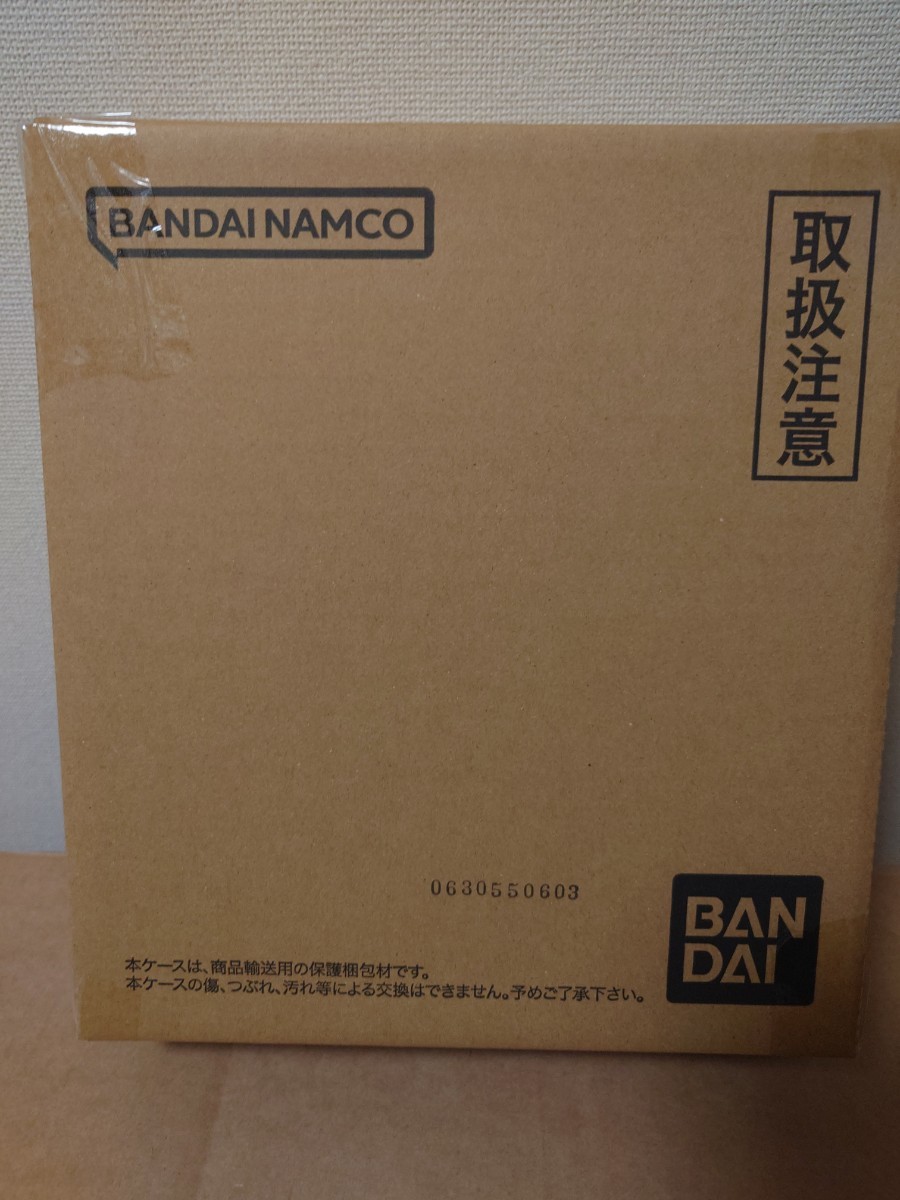 BANDAI NAMCO
取扱注意
0630550603
BAN
DAI
本ケースは、商品輸送用の保護梱包材です。
本ケースの傷、つぶれ、汚れ等による交換はできません。予めご了承下さい。